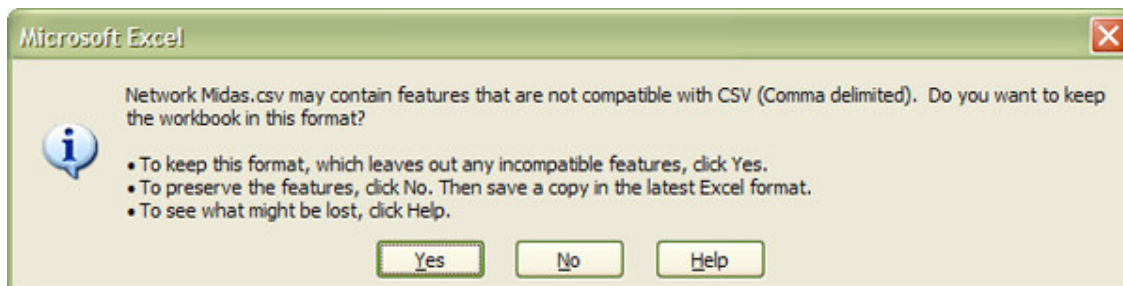 Microsoft Excel
Network Midas.csv may contain features that are not compatible with CSV (Comma delimited).  Do you want to keep
the workbook in this format?
• To keep this format, which leaves out any incompatible features, click Yes.
• To preserve the features, click No. Then save a copy in the latest Excel format.
• To see what might be lost, click Help.
Yes No Help